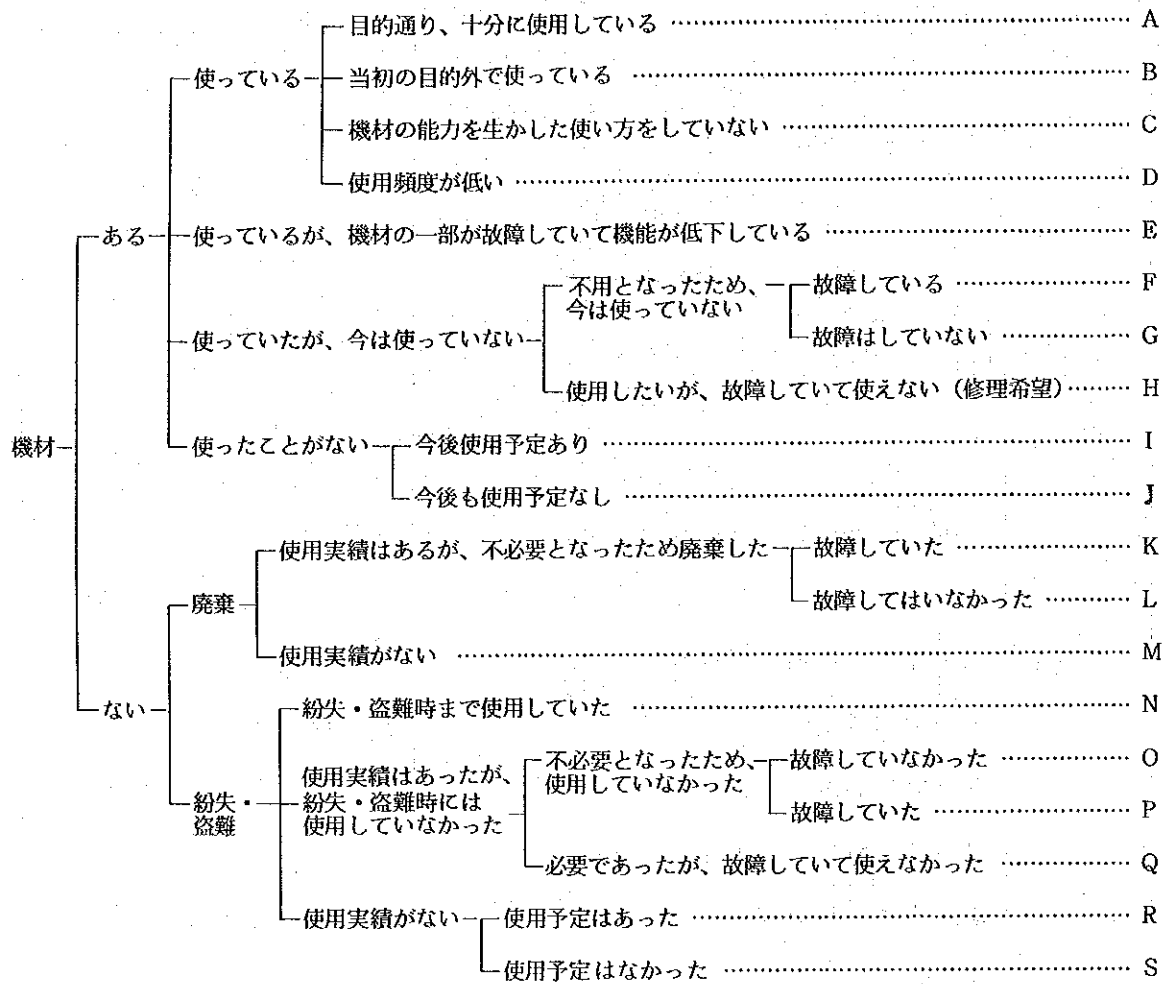 目的通り、十分に使用している ……… A
使っている
当初の目的外で使っている ……… B
機材の能力を生かした使い方をしていない ……… C
使用頻度が低い ……… D
ある
使っているが、機材の一部が故障していて機能が低下している ……… E
不用となったため、
今は使っていない
故障している ……… F
故障はしていない ……… G
使っていたが、今は使っていない
使用したいが、故障していて使えない（修理希望）……… H
機材
使ったことがない
今後使用予定あり ……… I
今後も使用予定なし ……… J
使用実績はあるが、不必要となったため廃棄した
故障していた ……… K
廃棄
故障してはいなかった ……… L
使用実績がない ……… M
ない
紛失・盗難時まで使用していた ……… N
不必要となったため、
使用していなかった
故障していなかった ……… O
使用実績はあったが、
紛失・盗難時には
使用していなかった
紛失・
盗難
故障していた ……… P
必要であったが、故障していて使えなかった ……… Q
使用実績がない
使用予定はあった ……… R
使用予定はなかった ……… S